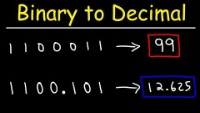 Binary to Decimal
1100011 → 99
1100.101 → 12.625